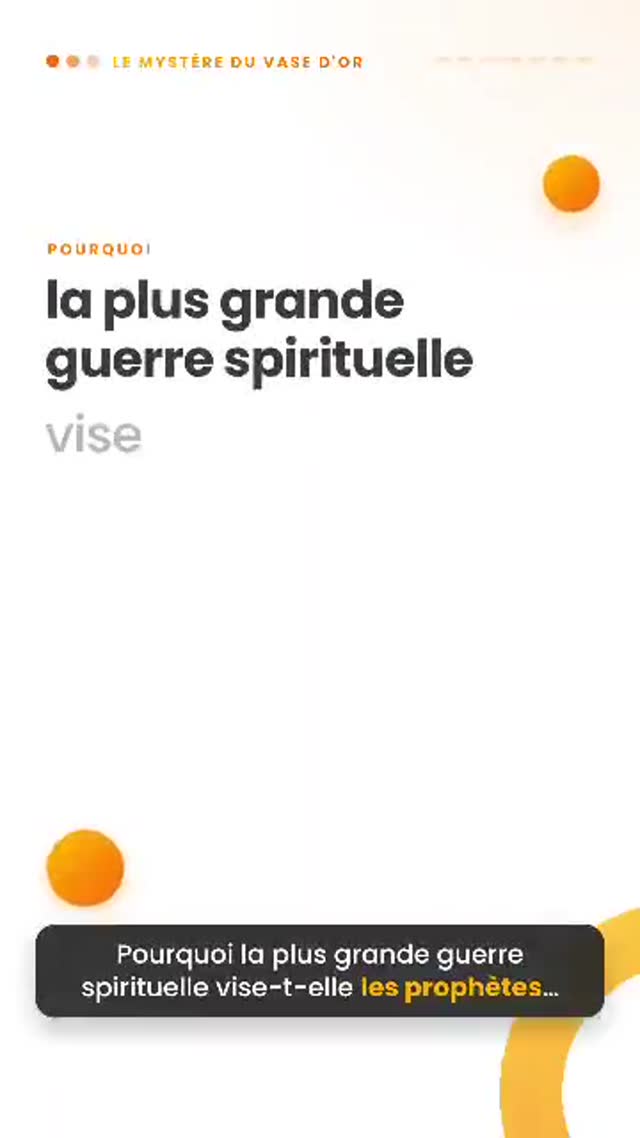 LE MYSTÈRE DU VASE D'OR
POURQUOI
la plus grande
guerre spirituelle
vise
Pourquoi la plus grande guerre
spirituelle vise-t-elle les prophètes...